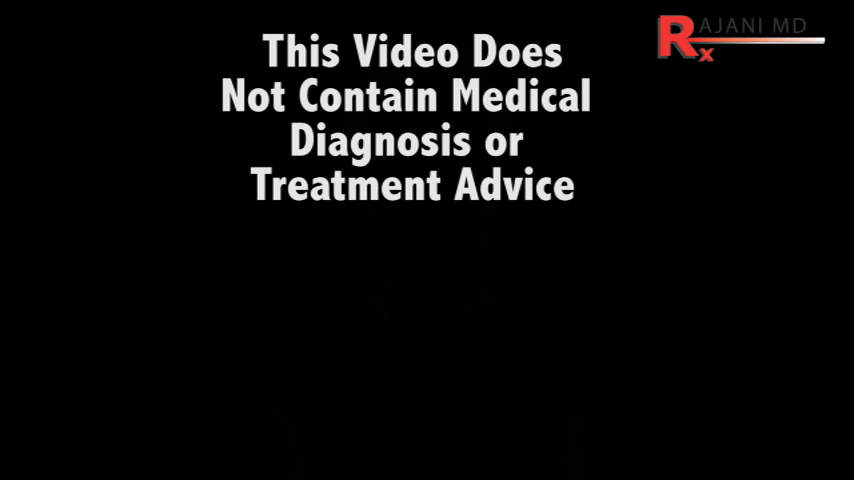 This Video Does
Not Contain Medical
Diagnosis or
Treatment Advice
RAJANI MD
x